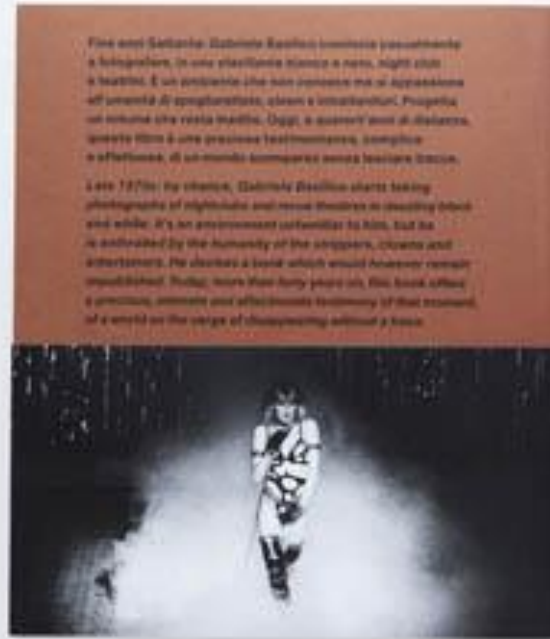 Fine anni Settanta: Gabriele Basilico comincia casualmente
a fotografare, in uno sfavillante bianco e nero, night club
e teatrini. È un ambiente che non conosce ma si appassiona
all'umanità di spogliarelliste, clown e intrattenitori. Progetta
un volume che resta inedito. Oggi, a quarant'anni di distanza,
questo libro è una preziosa testimonianza, complice
e affettuosa, di un mondo scomparso senza lasciare tracce.
Late 1970s: by chance, Gabriele Basilico starts taking
photographs of nightclubs and revue theatres in dazzling black
and white. It's an environment unfamiliar to him, but he
is enthralled by the humanity of the strippers, clowns and
entertainers. He devises a book which would however remain
unpublished. Today, more than forty years on, this book offers
a precious, intimate and affectionate testimony of that moment,
of a world on the verge of disappearing without a trace.